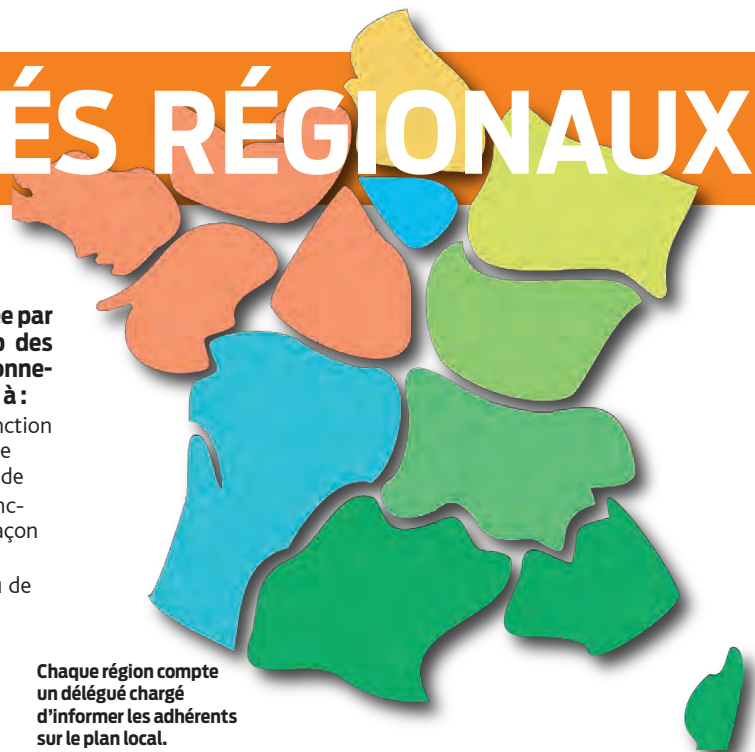 ÉS RÉGIONAUX
e par
des
onne-
à :
nction
e
de
nc-
açon
de
Chaque région compte
un délégué chargé
d'informer les adhérents
sur le plan local.